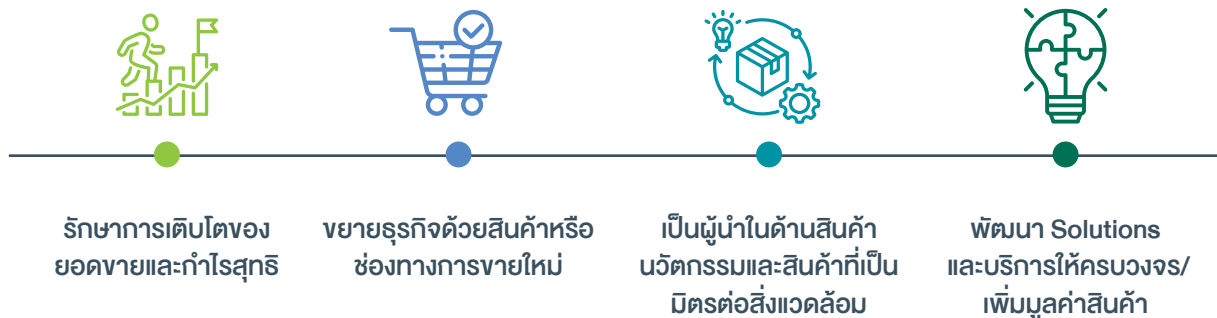 รักษาการเติบโตของ
ยอดขายและกำไรสุทธิ
ขยายธุรกิจด้วยสินค้าหรือ
ช่องทางการขายใหม่
เป็นผู้นำในด้านสินค้า
นวัตกรรมและสินค้าที่เป็น
มิตรต่อสิ่งแวดล้อม
พัฒนา Solutions
และบริการให้ครบวงจร/
เพิ่มมูลค่าสินค้า